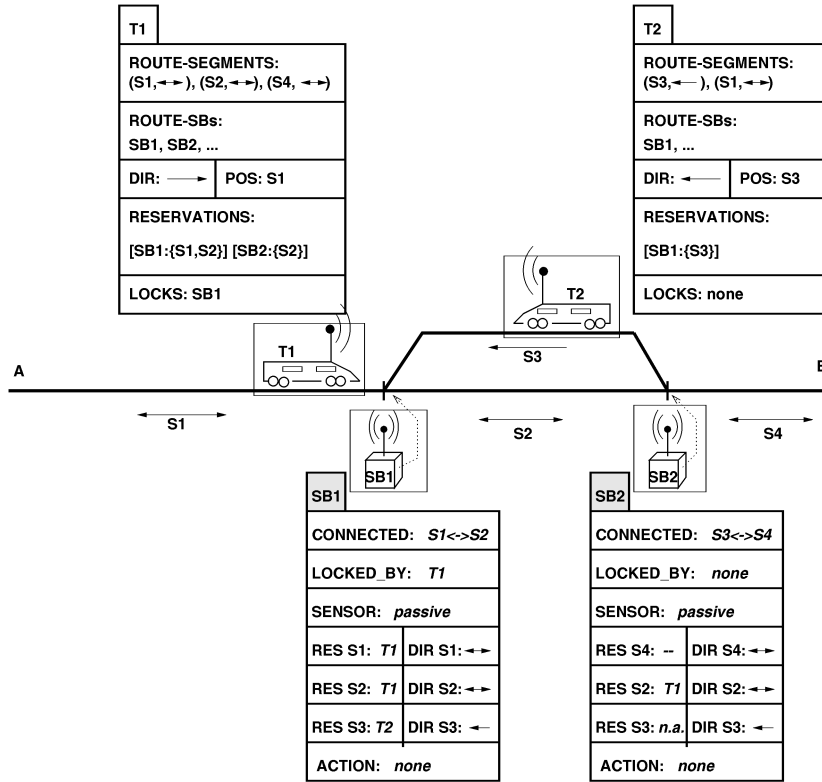 T1
ROUTE-SEGMENTS:
(S1,◄►), (S2,◄►), (S4, ◄►)
ROUTE-SBs:
SB1, SB2, ...
DIR: → POS: S1
RESERVATIONS:
[SB1:{S1,S2}] [SB2:{S2}]
LOCKS: SB1
T2
ROUTE-SEGMENTS:
(S3,← ), (S1,◄►)
ROUTE-SBs:
SB1, ...
DIR: ← POS: S3
RESERVATIONS:
[SB1:{S3}]
LOCKS: none
T2
T1
S3
A
S1
S2
S4
SB1
SB2
SB1
CONNECTED: S1<->S2
LOCKED_BY: T1
SENSOR: passive
RES S1: T1 DIR S1:◄►
RES S2: T1 DIR S2:◄►
RES S3: T2 DIR S3: ←
ACTION: none
SB2
CONNECTED: S3<->S4
LOCKED_BY: none
SENSOR: passive
RES S4: -- DIR S4:◄►
RES S2: T1 DIR S2:◄►
RES S3: n.a. DIR S3: ←
ACTION: none